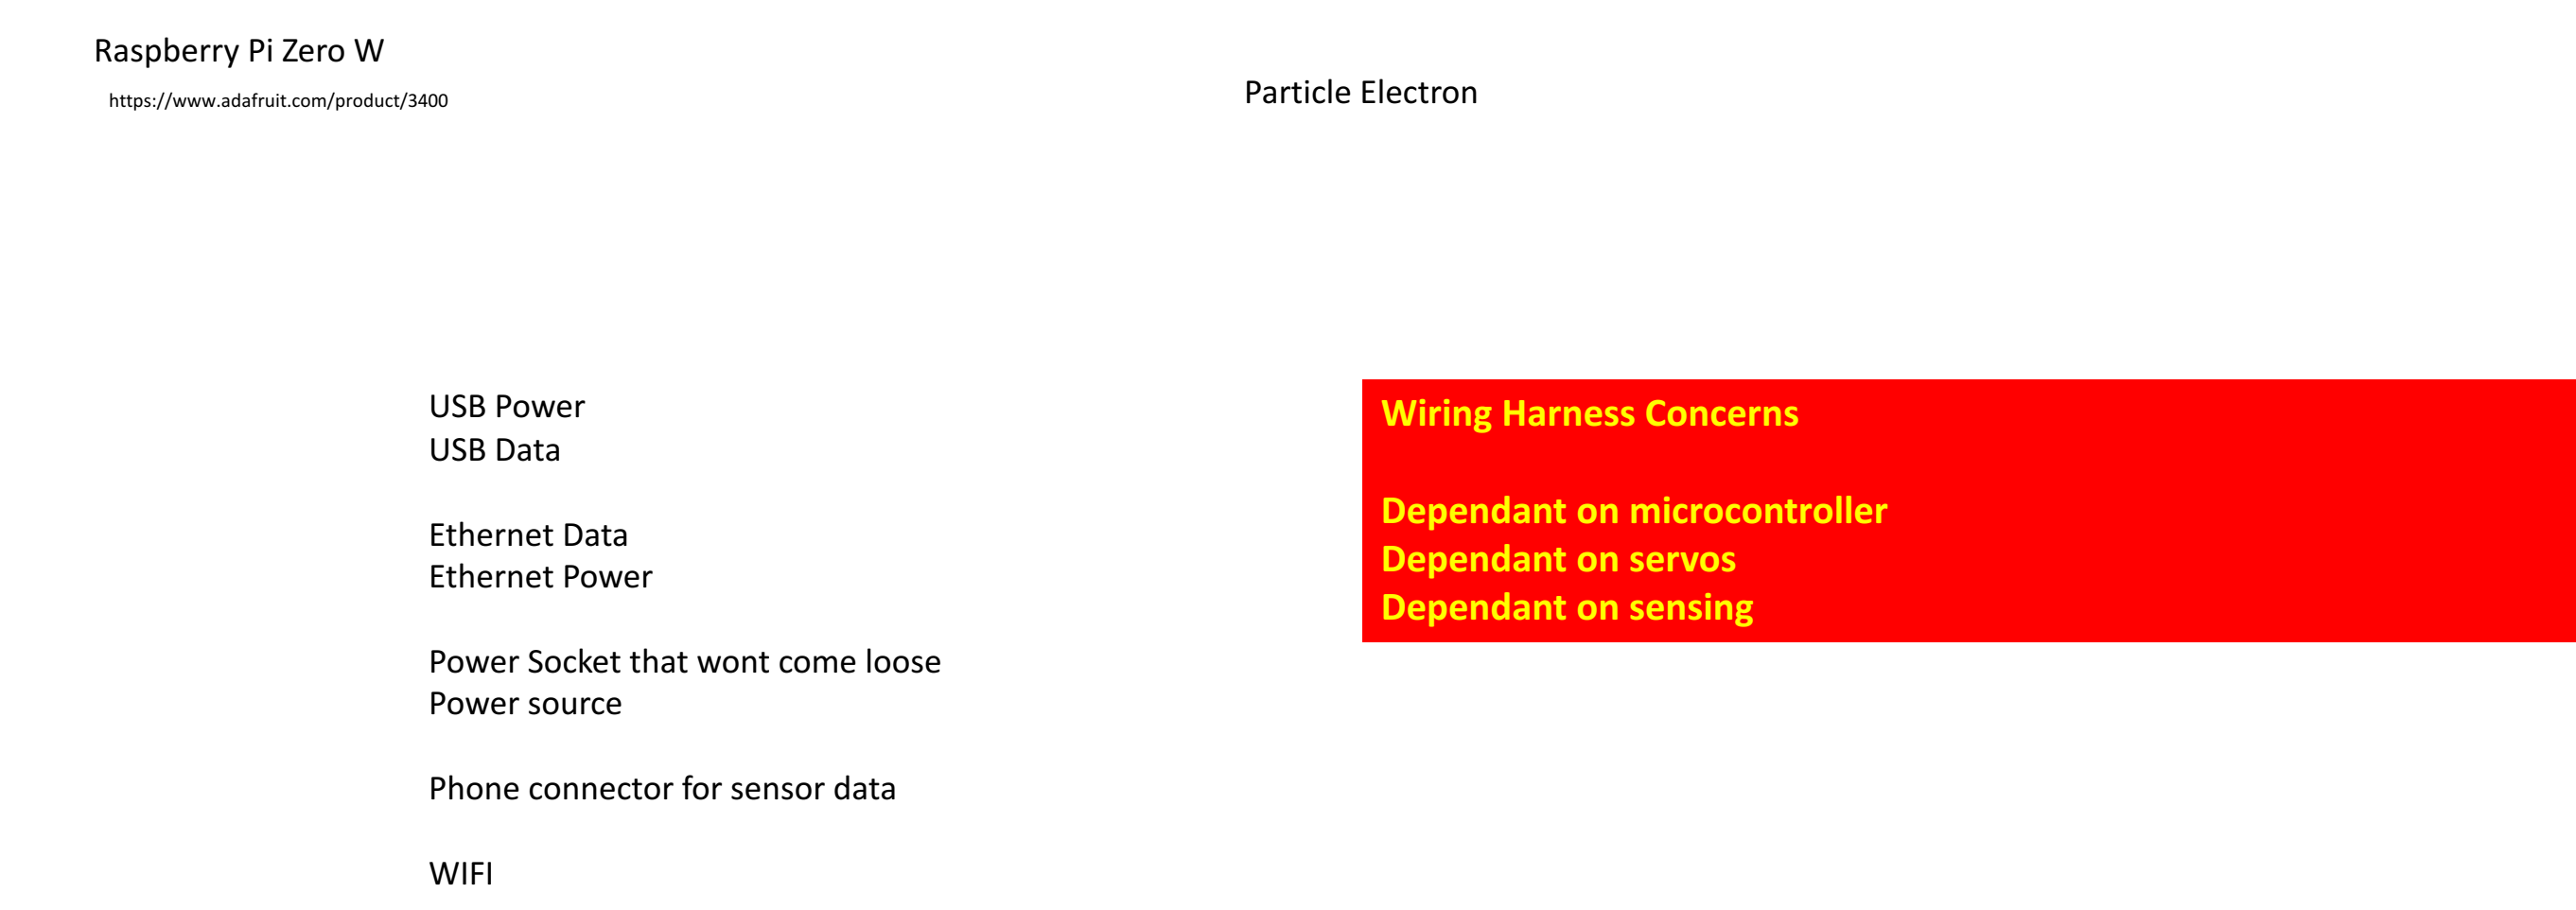 Raspberry Pi Zero W
https://www.adafruit.com/product/3400
Particle Electron
USB Power
USB Data
Ethernet Data
Ethernet Power
Power Socket that wont come loose
Power source
Phone connector for sensor data
WIFI
Wiring Harness Concerns
Dependant on microcontroller
Dependant on servos
Dependant on sensing